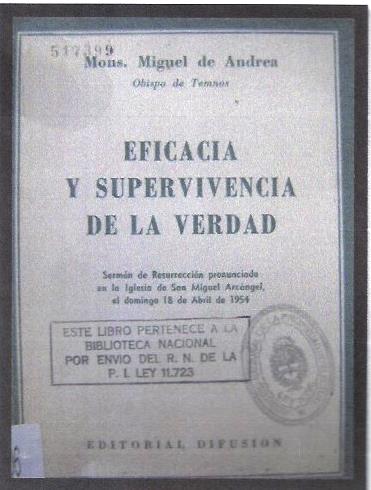 517399
Mons. Miguel de Andrea
Obispo de Temnos
EFICACIA
Y SUPERVIVENCIA
DE LA VERDAD
Sermón de Resurrección pronunciado
en la Iglesia de San Miguel Arcángel,
el domingo 18 de Abril de 1954
ESTE LIBRO PERTENECE A LA
BIBLIOTECA NACIONAL
POR ENVIO DEL R. N. DE LA
P. I. LEY 11.723
EDITORIAL DIFUSION